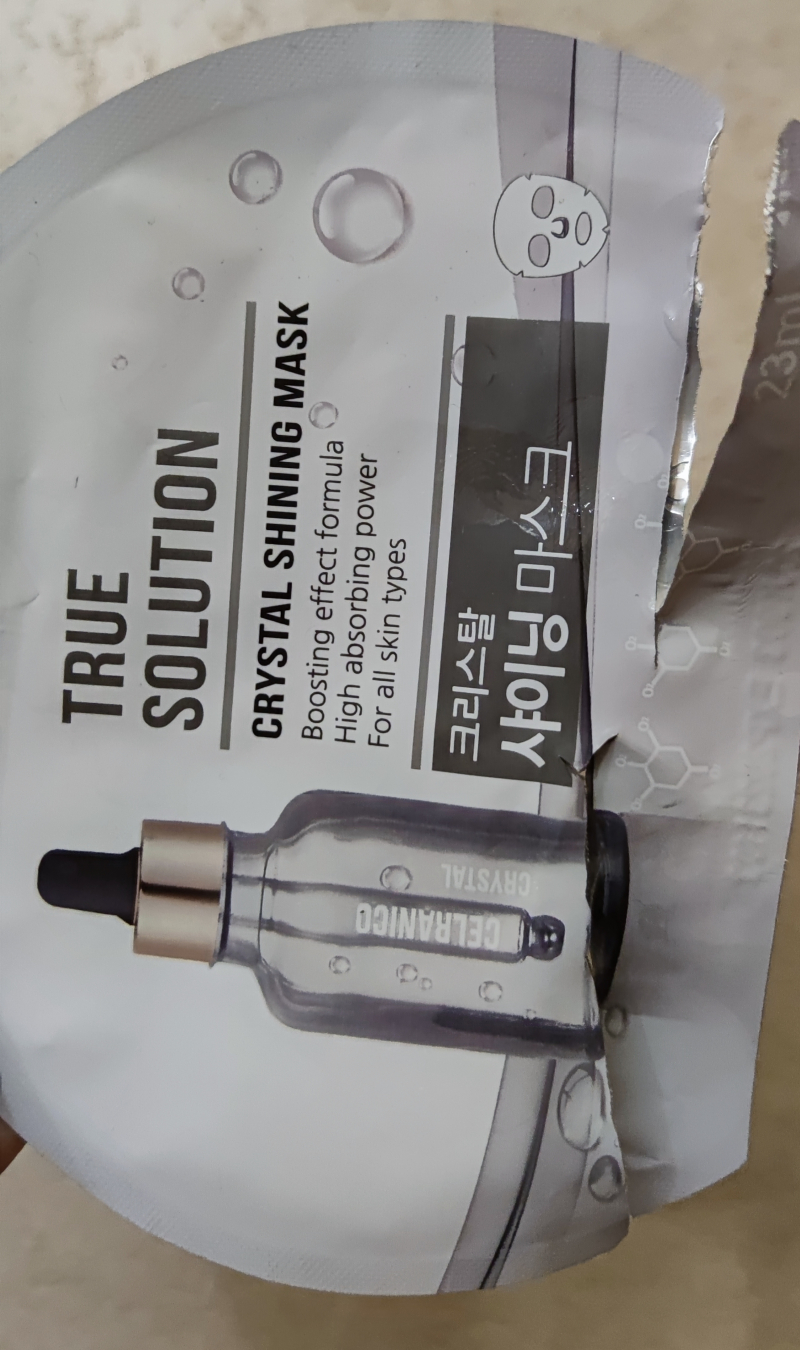 TRUE
SOLUTION
CRYSTAL SHINING MASK
Boosting effect formula
High absorbing power
For all skin types
크리스탈
샤이닝 마스크
CELRANICO
CRYSTAL
23ml